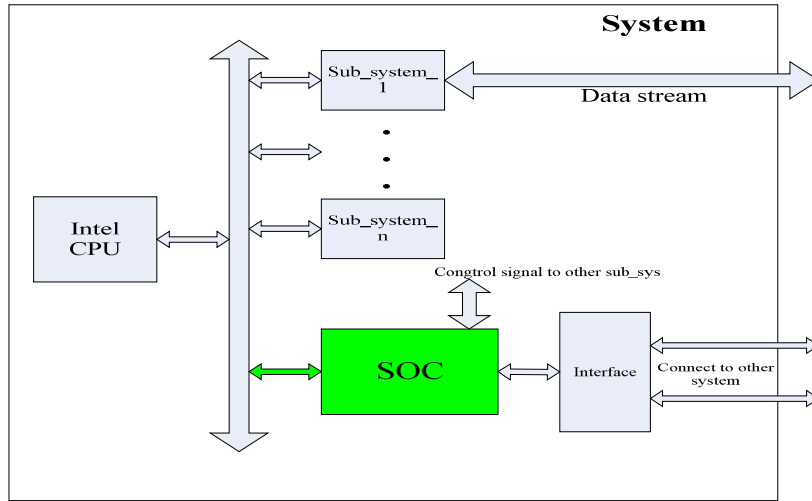 System
Sub_system_
1
Data stream
Intel
CPU
Sub_system_
n
Congtrol signal to other sub_sys
SOC
Interface
Connect to other
system